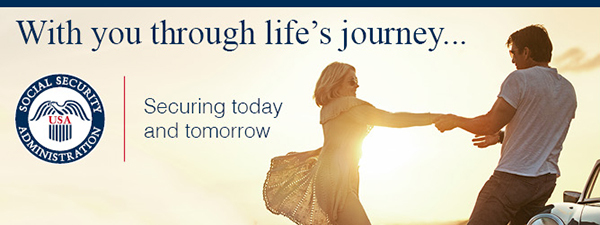 With you through life’s journey...
SOCIAL SECURITY
USA
ADMINISTRATION
Securing today
and tomorrow